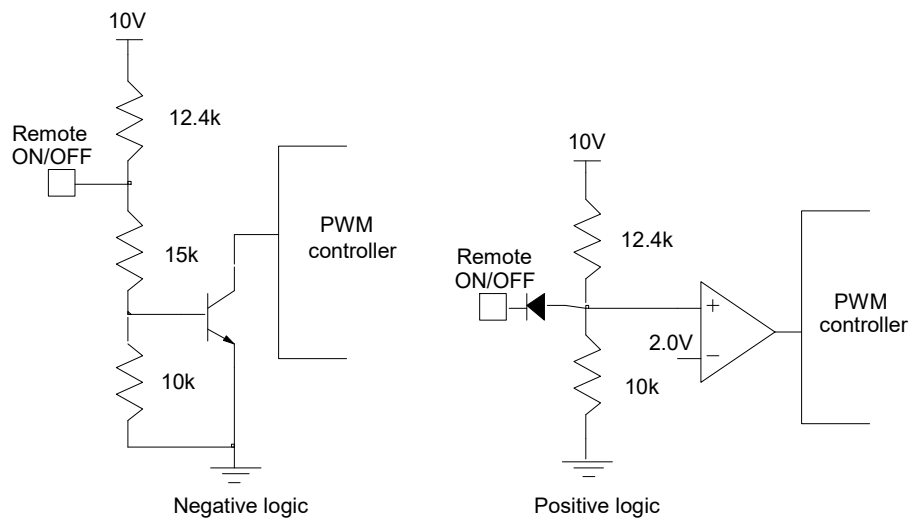 10V
12.4k
Remote
ON/OFF
15k
10k
PWM
controller
Negative logic
10V
12.4k
Remote
ON/OFF
+
2.0V
−
10k
PWM
controller
Positive logic